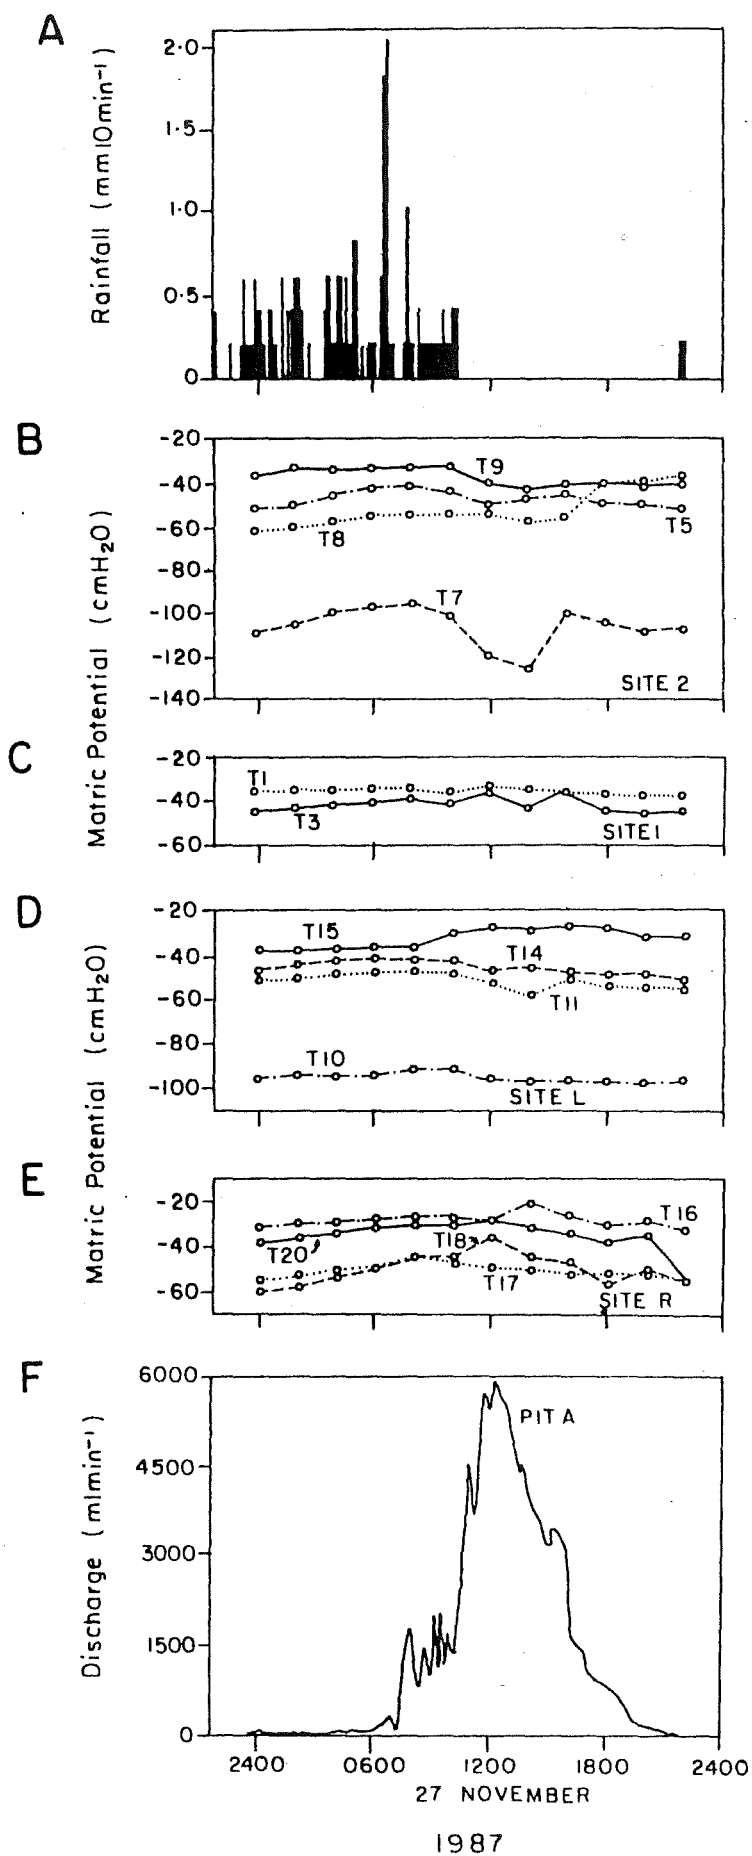 A
Rainfall (mm10min⁻¹)
2·0
1·5
1·0
0·5
0
B
Matric Potential (cmH₂O)
-20
-40
-60
-80
-100
-120
-140
T9
T8
T5
T7
SITE 2
C
-20
-40
-60
T1
T3
SITE1
D
Matric Potential (cmH₂O)
-20
-40
-60
-80
-100
T15
T14
T11
T10
SITE L
E
-20
-40
-60
T16
T20
T18
T17
SITE R
F
Discharge (mlmin⁻¹)
6000
4500
3000
1500
0
PIT A
2400 0600 1200 1800 2400
27 NOVEMBER
1987